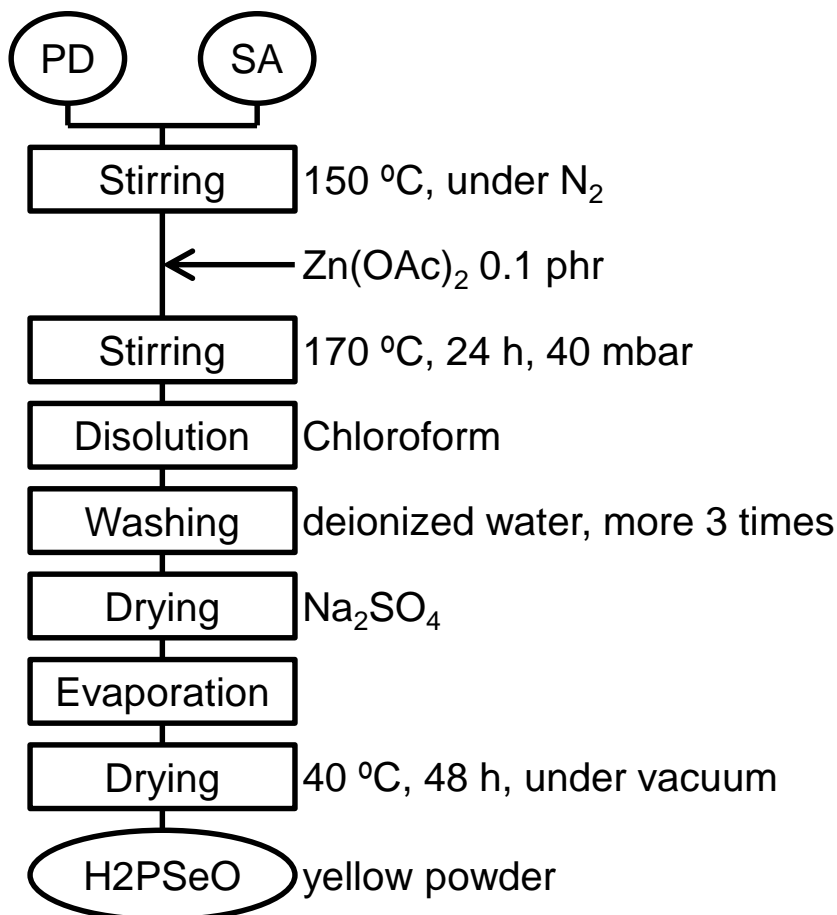 PD SA
Stirring 150 ºC, under N₂
Zn(OAc)₂ 0.1 phr
Stirring 170 ºC, 24 h, 40 mbar
Disolution Chloroform
Washing deionized water, more 3 times
Drying Na₂SO₄
Evaporation
Drying 40 ºC, 48 h, under vacuum
H2PSeO yellow powder